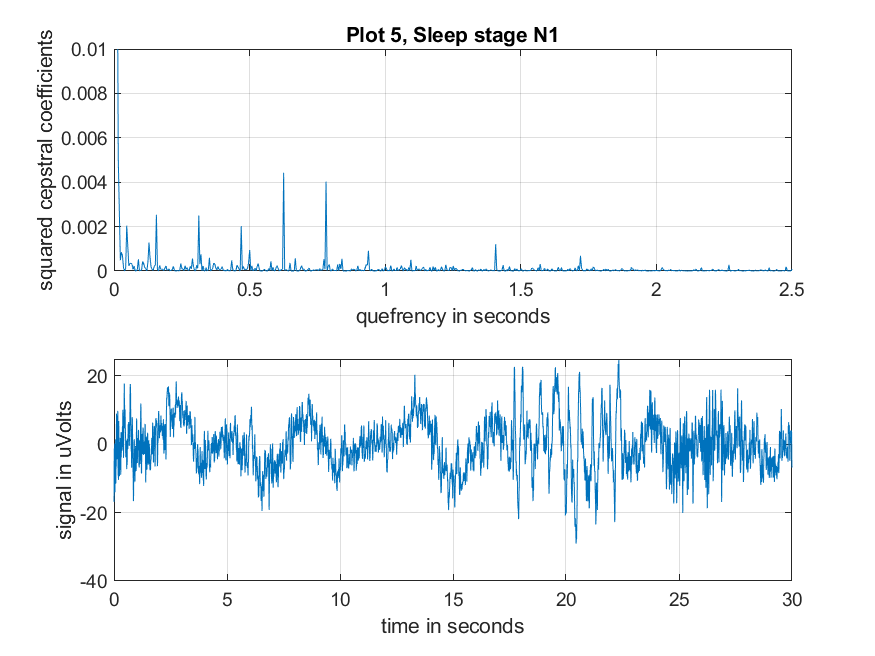 Plot 5, Sleep stage N1
squared cepstral coefficients
0.01
0.008
0.006
0.004
0.002
0
0 0.5 1 1.5 2 2.5
quefrency in seconds
signal in uVolts
20
0
-20
-40
0 5 10 15 20 25 30
time in seconds